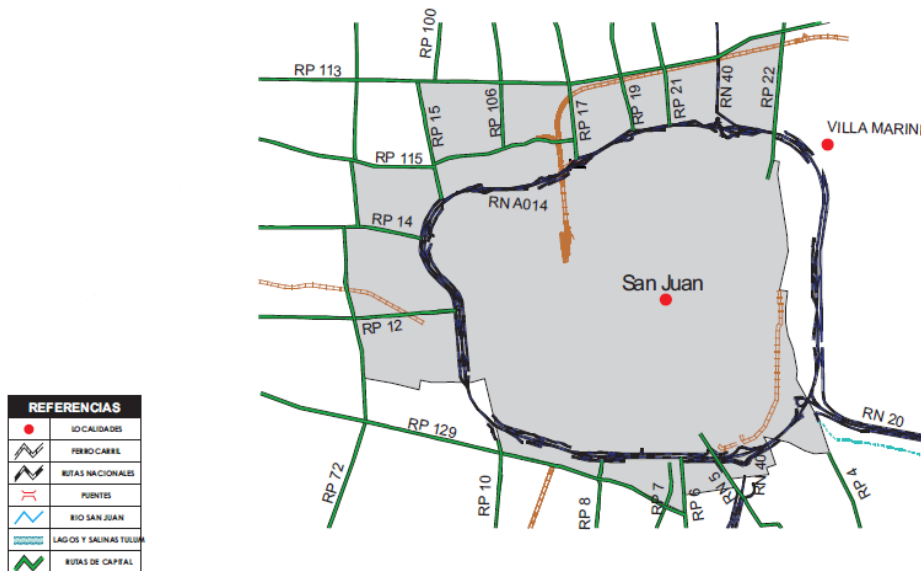 RP 100
RP 113
RP 15
RP 106
RP 17
RP 19
RP 21
RN 40
RP 22
VILLA MARINI
RP 115
RN A014
RP 14
San Juan
RP 12
RP 129
RN 20
RP 72
RP 10
RP 8
RP 7
RP 6
RN 5
RN 40
RP 4
REFERENCIAS
LOCALIDADES
FERRO CARRIL
RUTAS NACIONALES
PUENTES
RIO SAN JUAN
LAGOS Y SALINAS TULUM
RUTAS DE CAPITAL